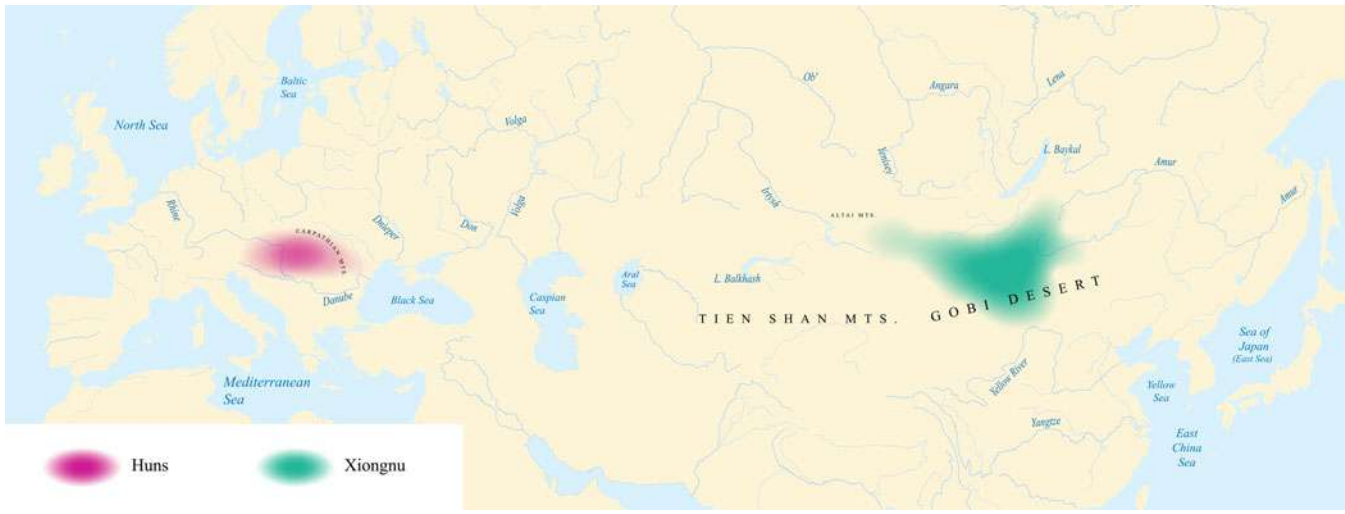 Baltic
Sea
North Sea
Volga
Ob'
Angara
Lena
L. Baykal
Yenisey
Amur
Amur
Rhine
CARPATHIAN MTS.
Dnieper
Don
Volga
Irtysh
ALTAI MTS.
Danube
Black Sea
Caspian
Sea
Aral
Sea
L. Balkhash
TIEN SHAN MTS.
GOBI DESERT
Sea of
Japan
(East Sea)
Mediterranean
Sea
Yellow River
Yellow
Sea
Yangtze
East
China
Sea
Huns
Xiongnu